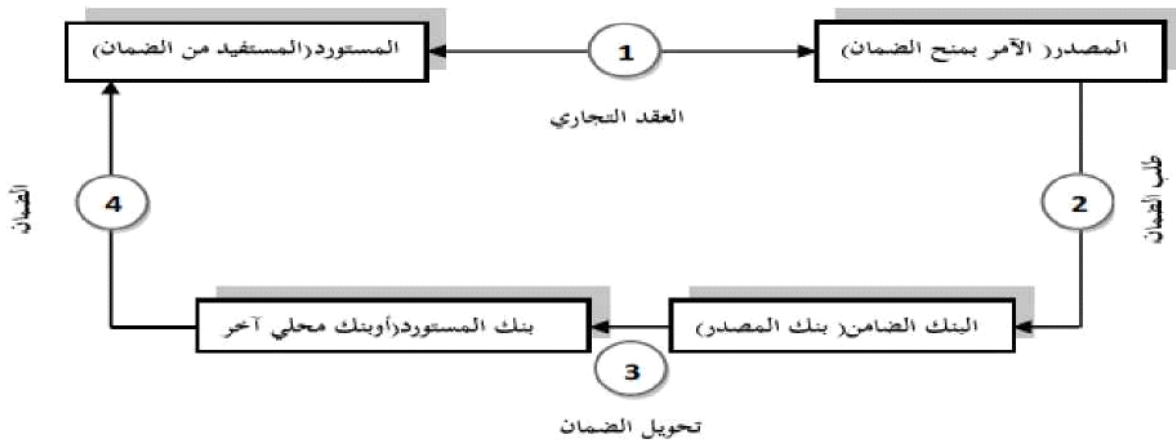 المصدر( الآمر بمنح الضمان)
1
المستورد(المستفيد من الضمان)
العقد التجاري
2
طلب الضمان
4
الضمان
البنك الضامن( بنك المصدر)
بنك المستورد(أوبنك محلي آخر
3
تحويل الضمان